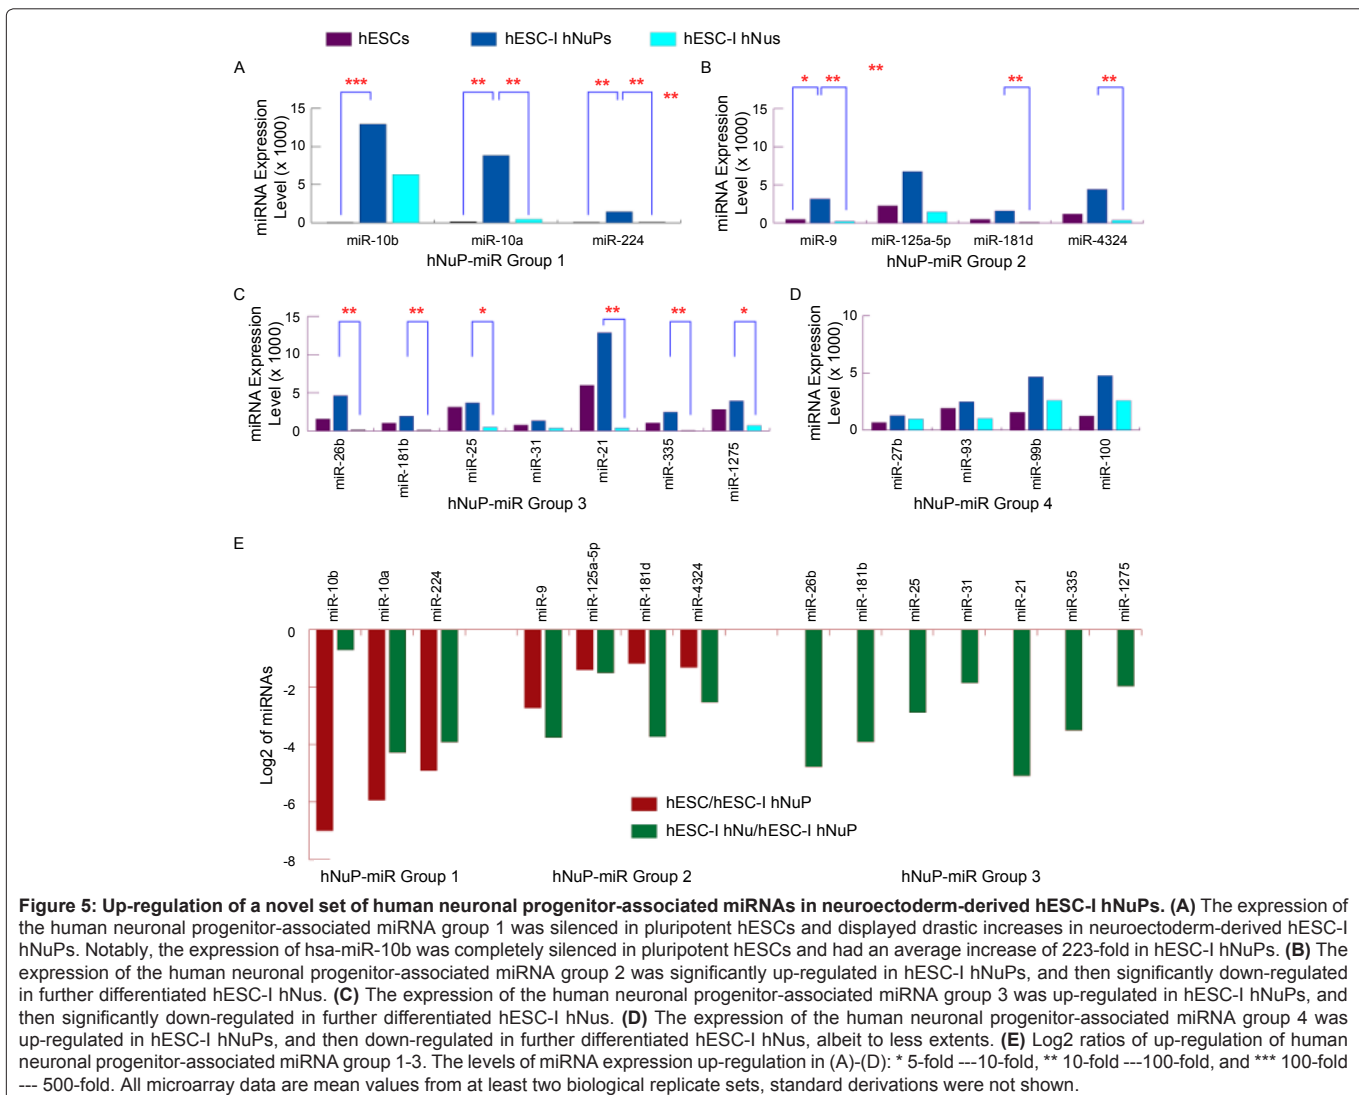 hESCs hESC-I hNuPs hESC-I hNus
A
*** ** ** ** ** **
miRNA Expression
Level (x 1000)
15
10
5
0
miR-10b miR-10a miR-224
hNuP-miR Group 1
B
* ** ** ** **
miRNA Expression
Level (x 1000)
15
10
5
0
miR-9 miR-125a-5p miR-181d miR-4324
hNuP-miR Group 2
C
** ** * ** ** *
miRNA Expression
Level (x 1000)
15
10
5
0
miR-26b miR-181b miR-25 miR-31 miR-21 miR-335 miR-1275
hNuP-miR Group 3
D
miRNA Expression
Level (x 1000)
10
5
0
miR-27b miR-93 miR-99b miR-100
hNuP-miR Group 4
E
miR-10b miR-10a miR-224 miR-9 miR-125a-5p miR-181d miR-4324 miR-26b miR-181b miR-25 miR-31 miR-21 miR-335 miR-1275
Log2 of miRNAs
0
-2
-4
-6
-8
hESC/hESC-I hNuP
hESC-I hNu/hESC-I hNuP
hNuP-miR Group 1 hNuP-miR Group 2 hNuP-miR Group 3
Figure 5: Up-regulation of a novel set of human neuronal progenitor-associated miRNAs in neuroectoderm-derived hESC-I hNuPs. (A) The expression of
the human neuronal progenitor-associated miRNA group 1 was silenced in pluripotent hESCs and displayed drastic increases in neuroectoderm-derived hESC-I
hNuPs. Notably, the expression of hsa-miR-10b was completely silenced in pluripotent hESCs and had an average increase of 223-fold in hESC-I hNuPs. (B) The
expression of the human neuronal progenitor-associated miRNA group 2 was significantly up-regulated in hESC-I hNuPs, and then significantly down-regulated
in further differentiated hESC-I hNus. (C) The expression of the human neuronal progenitor-associated miRNA group 3 was up-regulated in hESC-I hNuPs, and
then significantly down-regulated in further differentiated hESC-I hNus. (D) The expression of the human neuronal progenitor-associated miRNA group 4 was
up-regulated in hESC-I hNuPs, and then down-regulated in further differentiated hESC-I hNus, albeit to less extents. (E) Log2 ratios of up-regulation of human
neuronal progenitor-associated miRNA group 1-3. The levels of miRNA expression up-regulation in (A)-(D): * 5-fold ---10-fold, ** 10-fold ---100-fold, and *** 100-fold
--- 500-fold. All microarray data are mean values from at least two biological replicate sets, standard derivations were not shown.